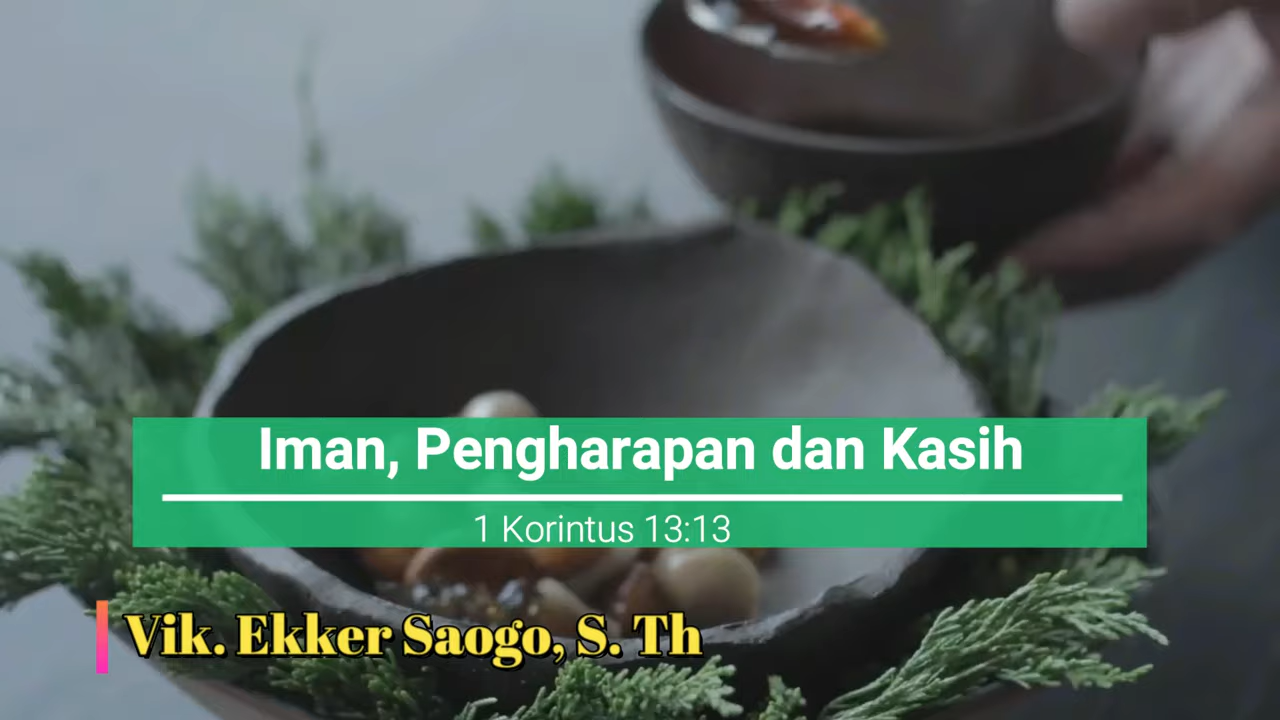 Iman, Pengharapan dan Kasih
1 Korintus 13:13
Vik. Ekker Saogo, S. Th